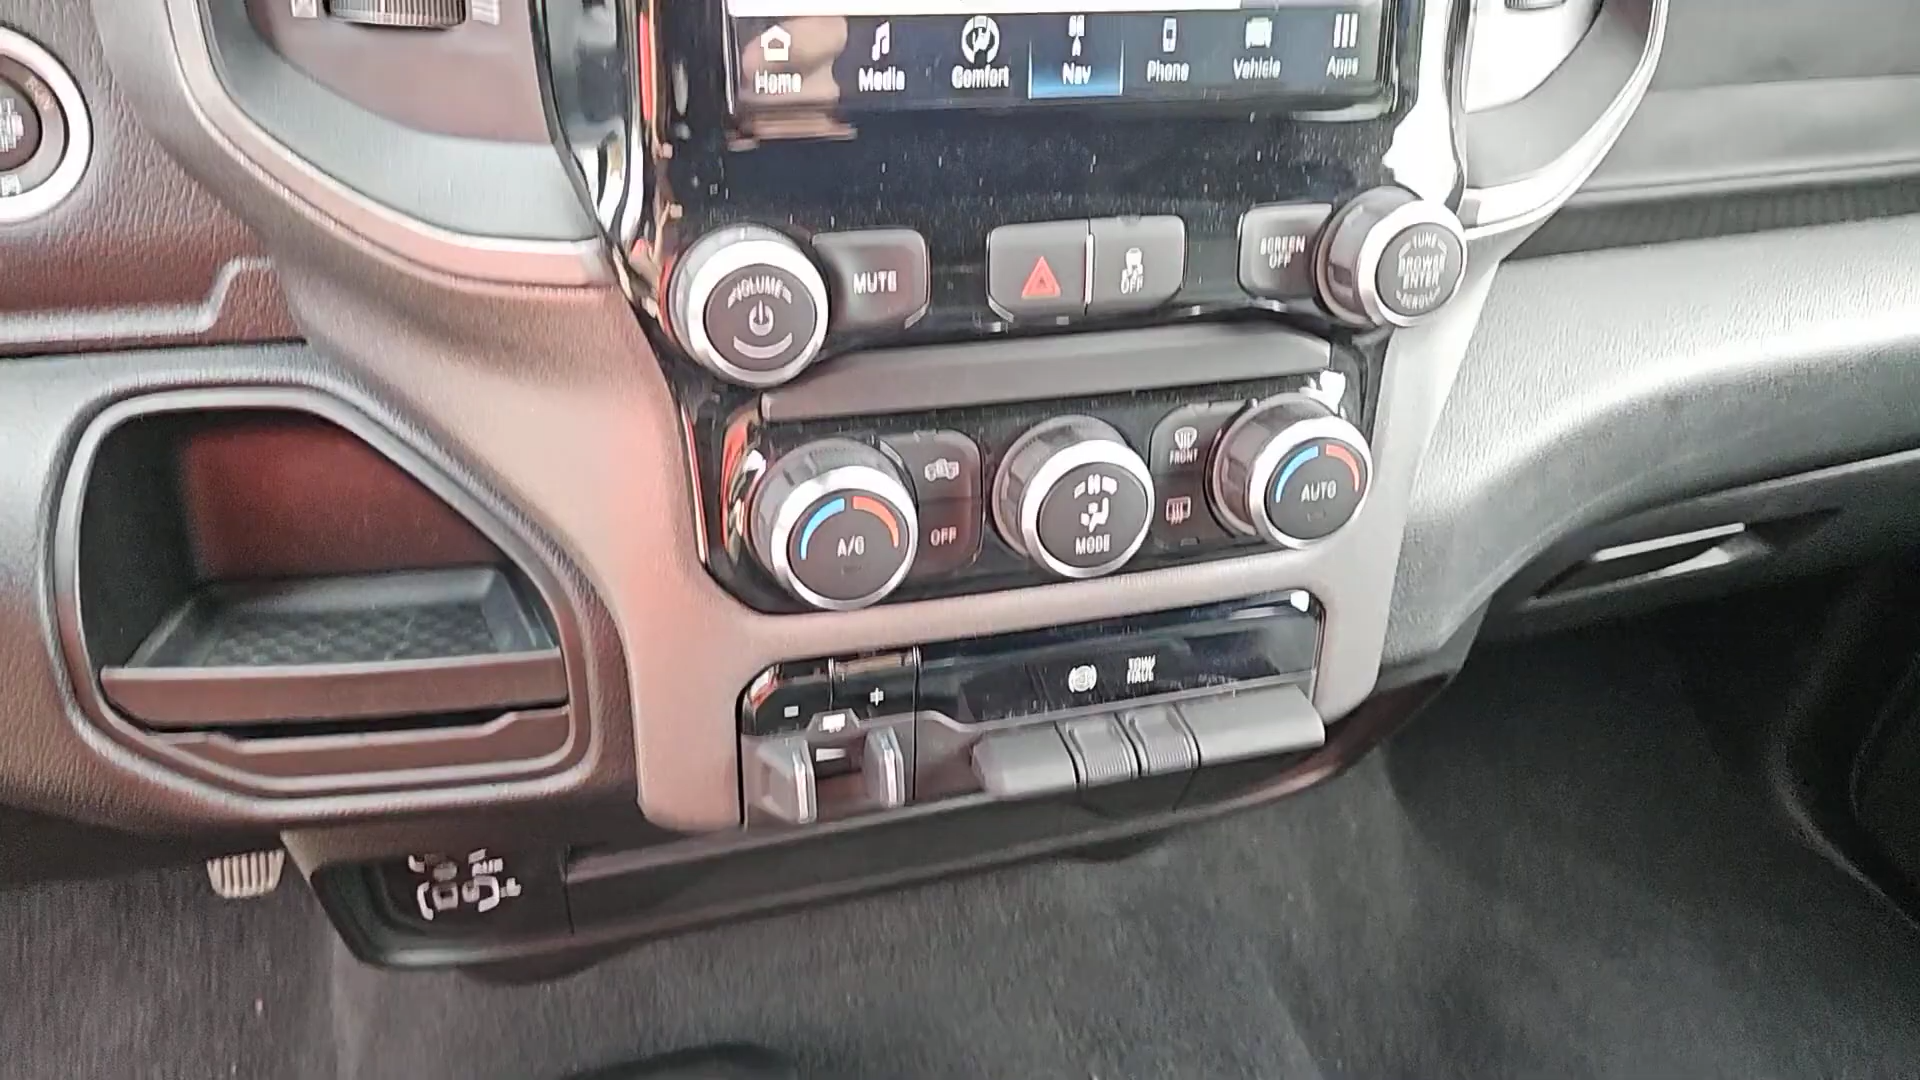 Home
Media
Comfort
Nav
Phone
Vehicle
Apps
VOLUME
MUTE
OFF
SCREEN
OFF
TUNE
BROWSE
ENTER
SCROLL
A/C
OFF
MODE
FRONT
AUTO
TOW/
HAUL